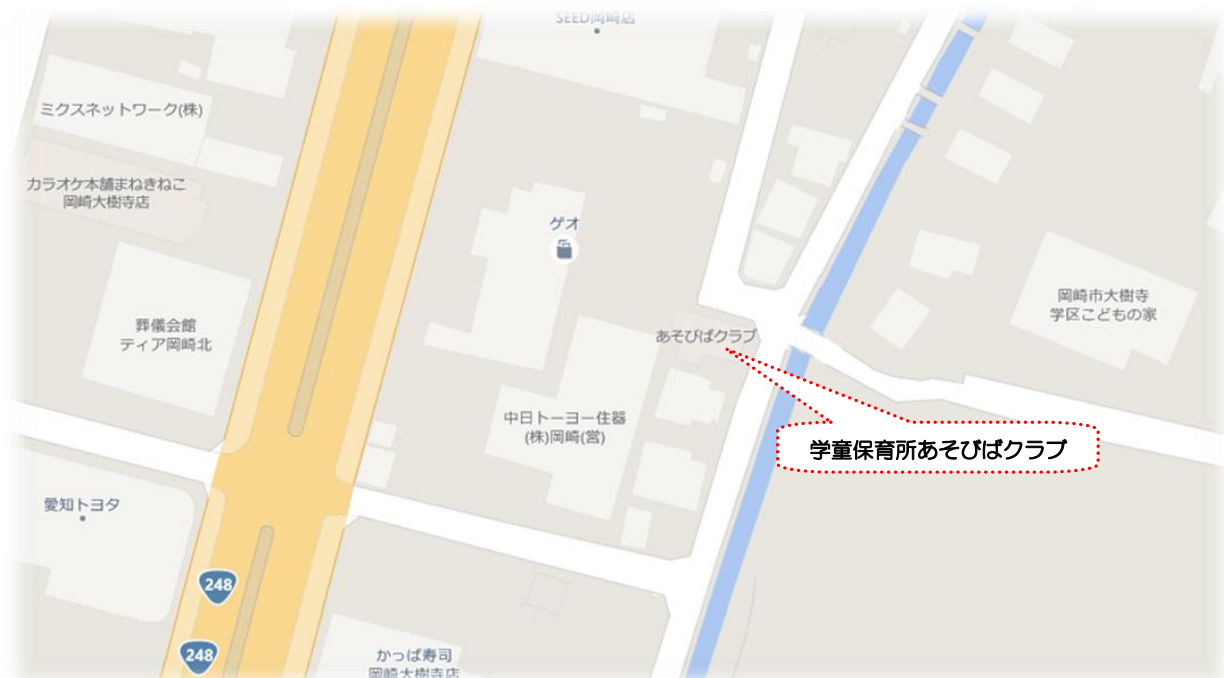 SEED岡崎店
ミクスネットワーク(株)
カラオケ本舗まねきねこ
岡崎大樹寺店
ゲオ
葬儀会館
ティア岡崎北
あそびばクラブ
岡崎市大樹寺
学区こどもの家
中日トーヨー住器
(株)岡崎(営)
学童保育所あそびばクラブ
愛知トヨタ
248
248
かっぱ寿司
岡崎大樹寺店